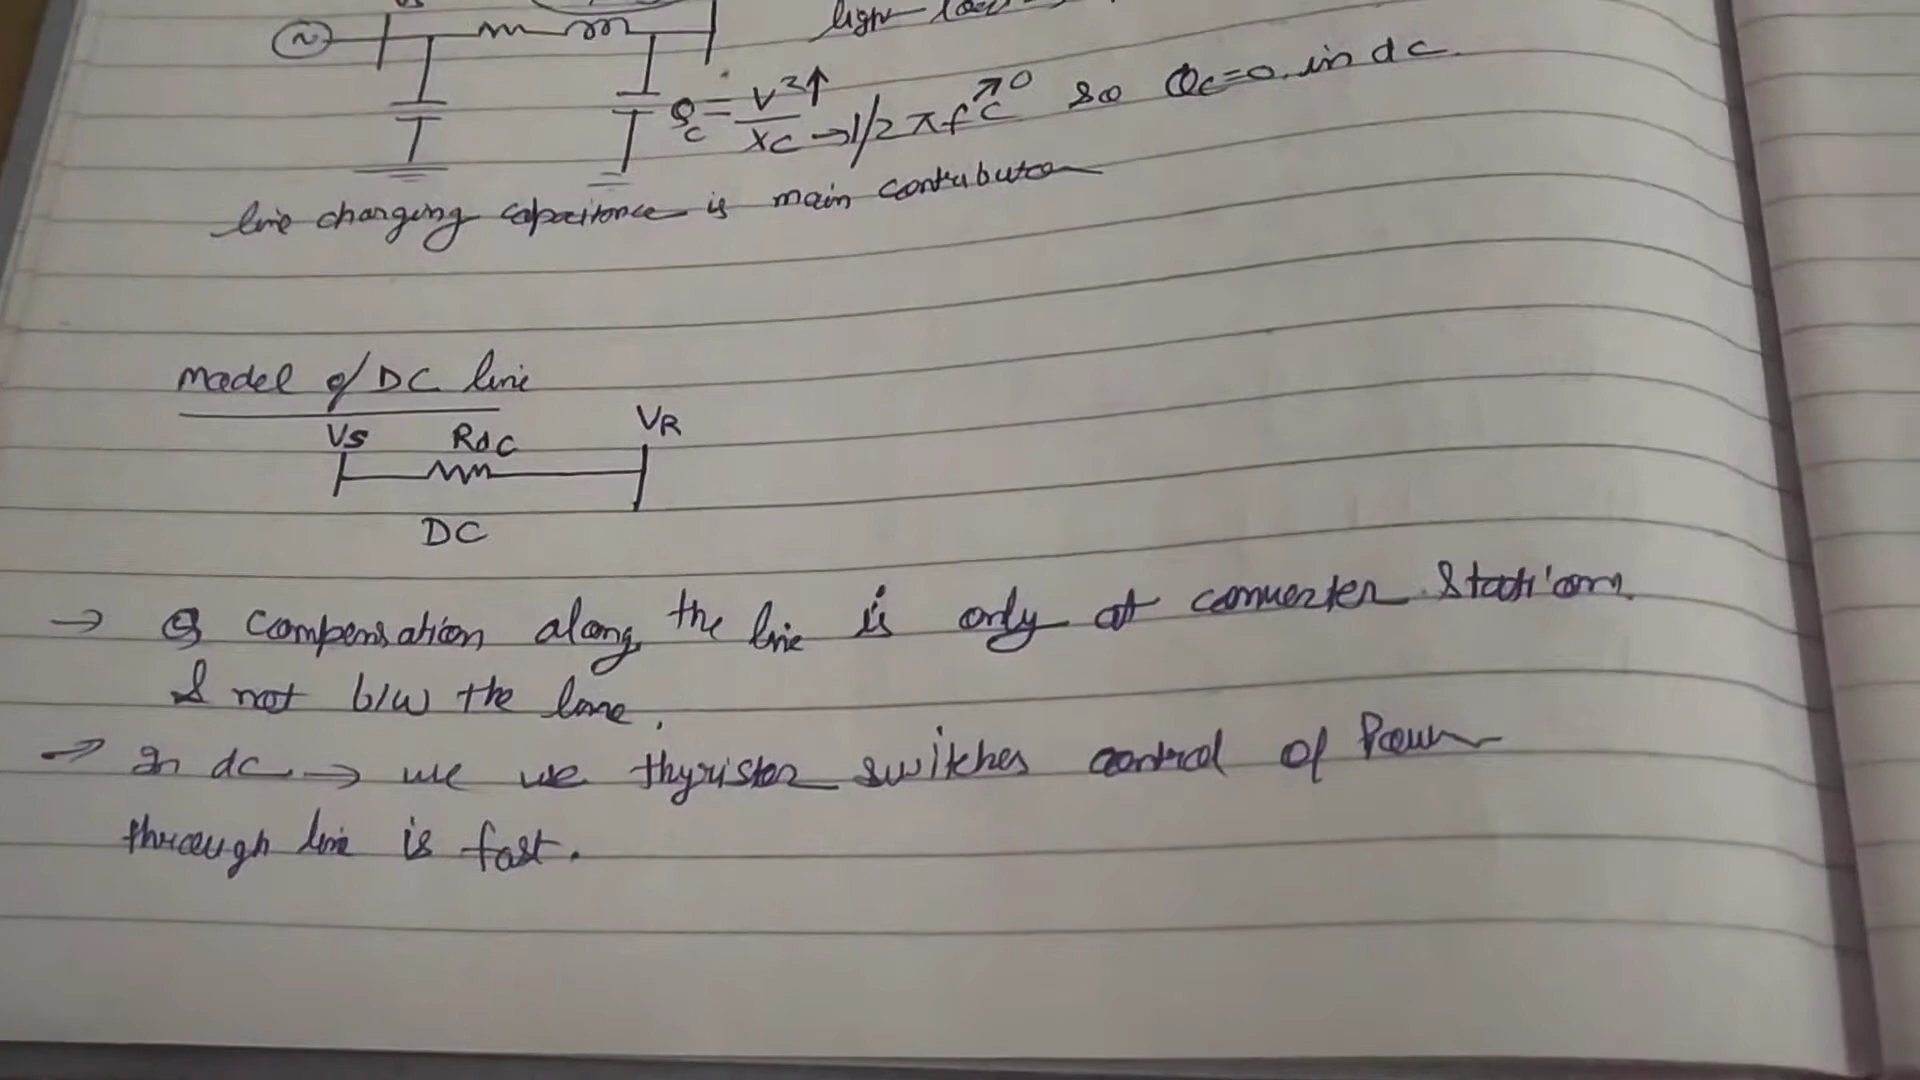 light load
Qc = V²↑ / Xc → 1/2πfC ↗0 so Qc=0 in dc.
line charging capacitance is main contributor
Model of DC line
Vs Rdc VR
DC
→ Q compensation along the line is only at converter station
& not b/w the line.
→ In dc → we use thyristor switches control of Power
through line is fast.